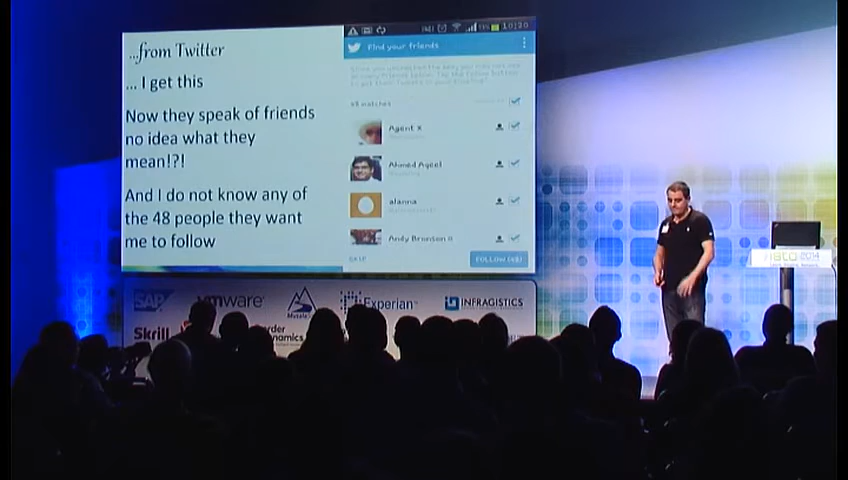 ...from Twitter
... I get this
Now they speak of friends
no idea what they
mean!?!
And I do not know any of
the 48 people they want
me to follow
10:20
Find your friends
48 matches
Agent X
Ahmed Aqeel
alanna
Andy Bronson II
SKIP
FOLLOW (48)
SAP
vmware
Experian
INFRAGISTICS
Skrill
2014